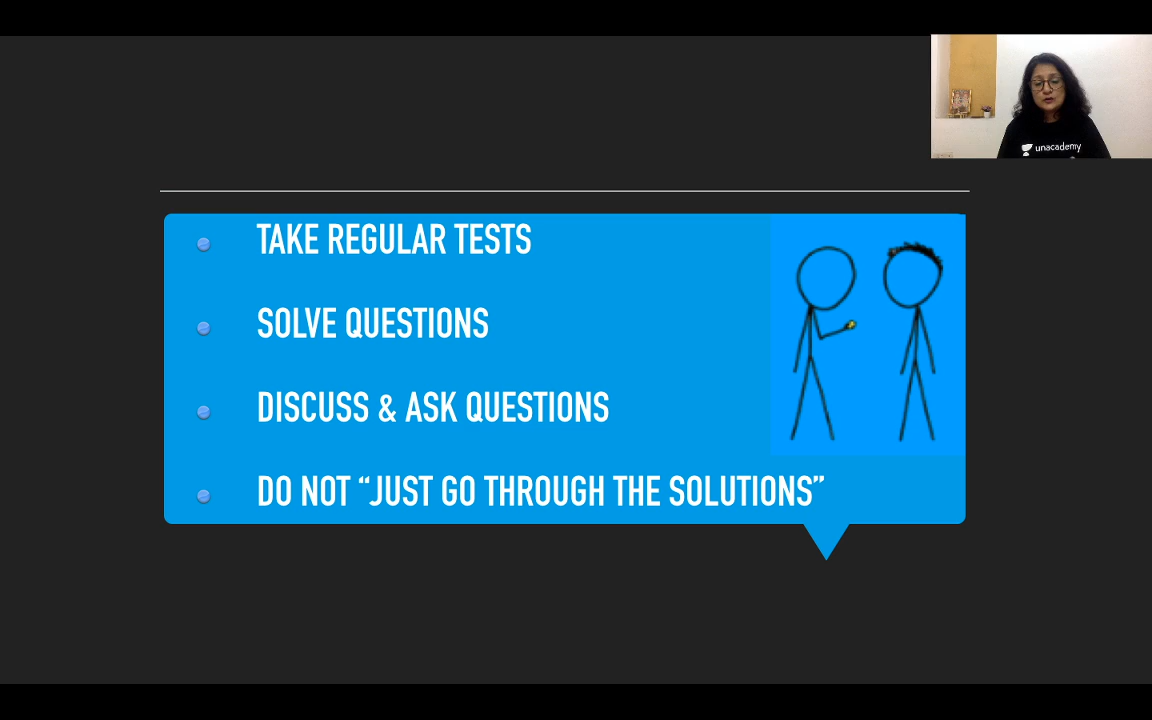 unacademy
TAKE REGULAR TESTS
SOLVE QUESTIONS
DISCUSS & ASK QUESTIONS
DO NOT “JUST GO THROUGH THE SOLUTIONS”